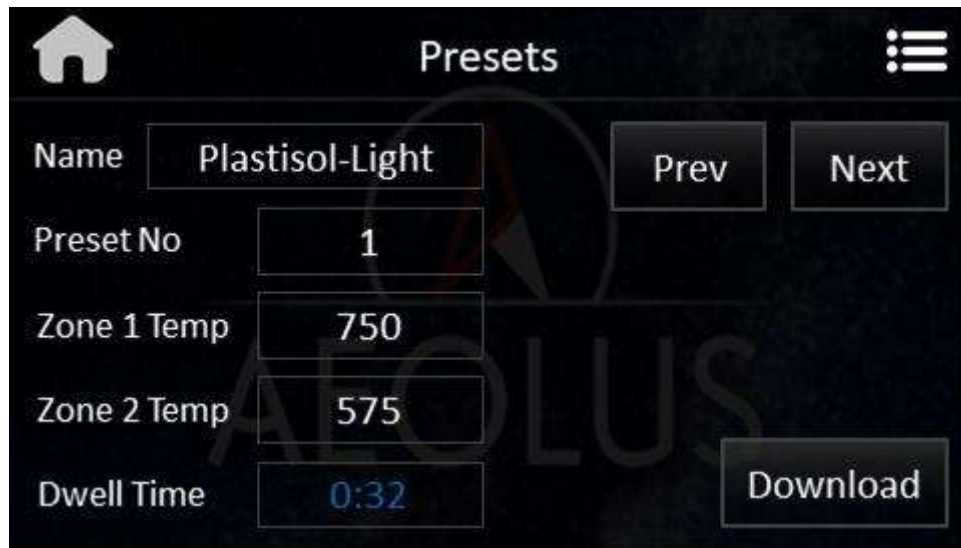 Presets
Name Plastisol-Light Prev Next
Preset No 1
Zone 1 Temp 750
Zone 2 Temp 575
AEOLUS
Dwell Time 0:32 Download